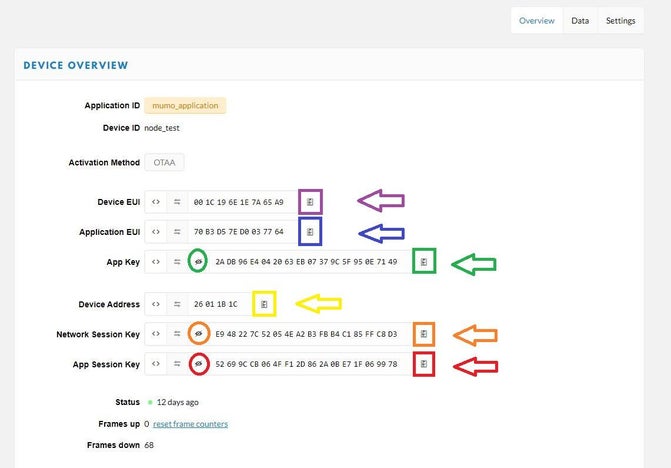 Overview Data Settings
DEVICE OVERVIEW
Application ID mumo_application
Device ID node_test
Activation Method OTAA
Device EUI <> 00 1C 19 6E 1E 7A 65 A9
Application EUI <> 70 B3 D5 7E D0 03 77 64
App Key <> 2A DB 96 E4 04 20 63 EB 07 37 9C 5F 95 0E 71 49
Device Address <> 26 01 1B 1C
Network Session Key <> E9 48 22 7C 52 05 4E A2 B3 FB B4 C1 85 FF C8 D3
App Session Key <> 52 69 9C CB 06 4F F1 2D 86 2A 0B E7 1F 06 99 78
Status 12 days ago
Frames up 0 reset frame counters
Frames down 68